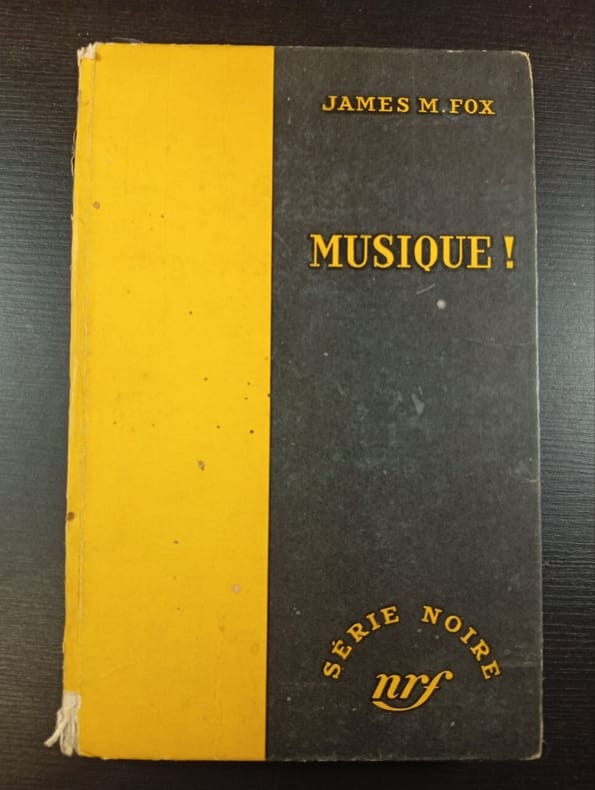 JAMES M. FOX
MUSIQUE !
SÉRIE NOIRE
nrf